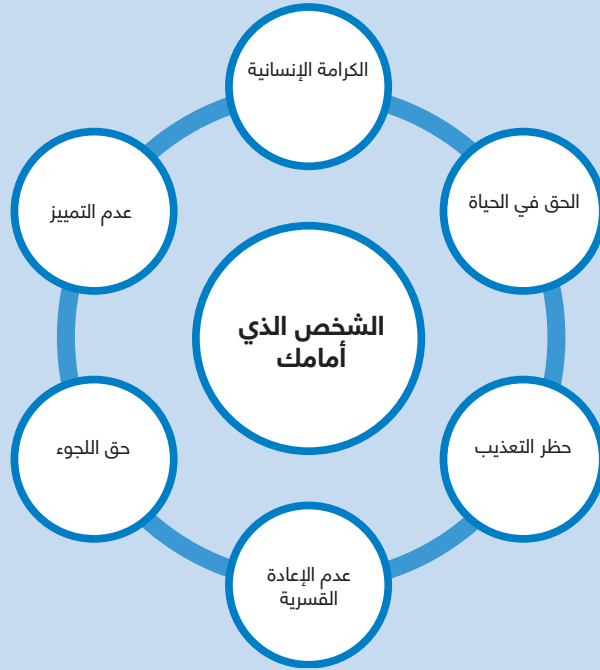 الكرامة الإنسانية
الحق في الحياة
عدم التمييز
الشخص الذي
أمامك
حظر التعذيب
حق اللجوء
عدم الإعادة
القسرية